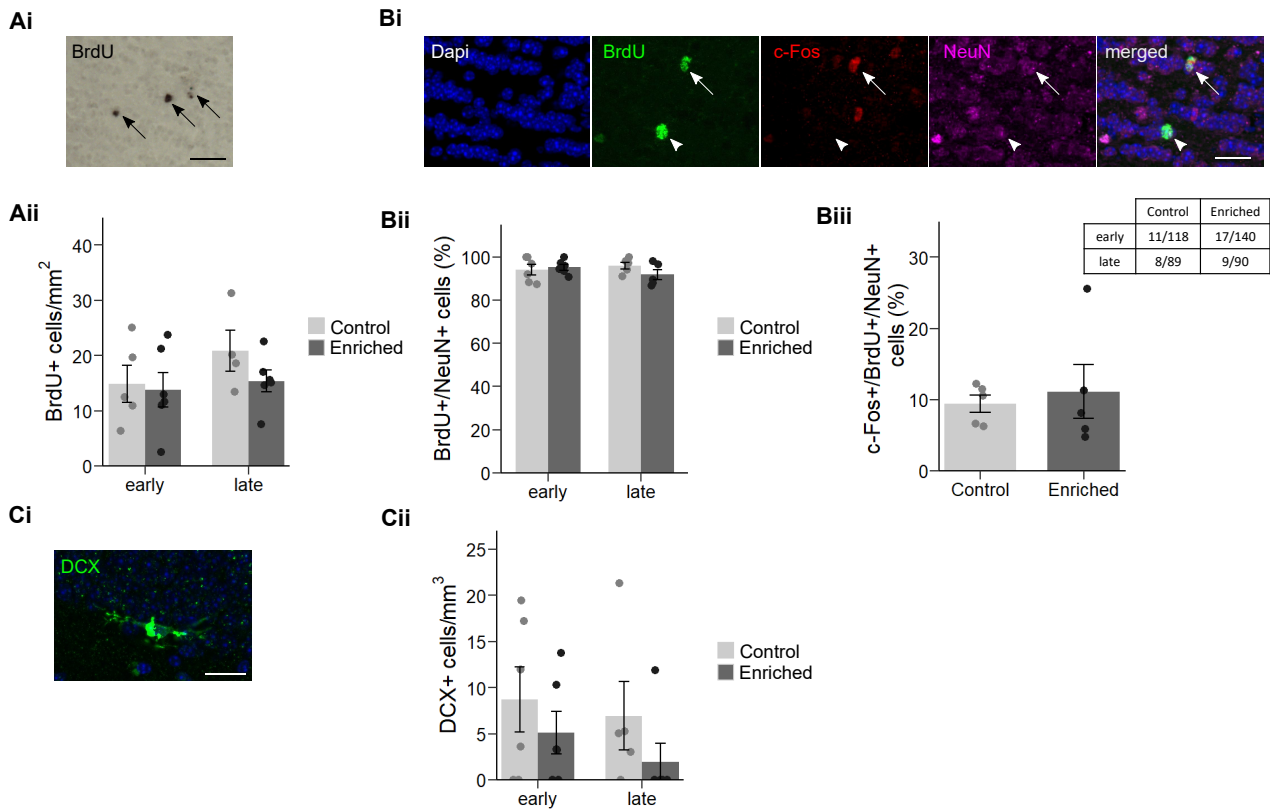 Ai
BrdU
Bi
Dapi
BrdU
c-Fos
NeuN
merged
Aii
BrdU+ cells/mm²
40
30
20
10
0
early
late
Control
Enriched
Bii
BrdU+/NeuN+ cells (%)
100
80
60
40
20
0
early
late
Control
Enriched
Biii
c-Fos+/BrdU+/NeuN+
cells (%)
30
20
10
0
Control
Enriched
Control Enriched
early 11/118 17/140
late 8/89 9/90
Ci
DCX
Cii
DCX+ cells/mm³
25
20
15
10
5
0
early
late
Control
Enriched